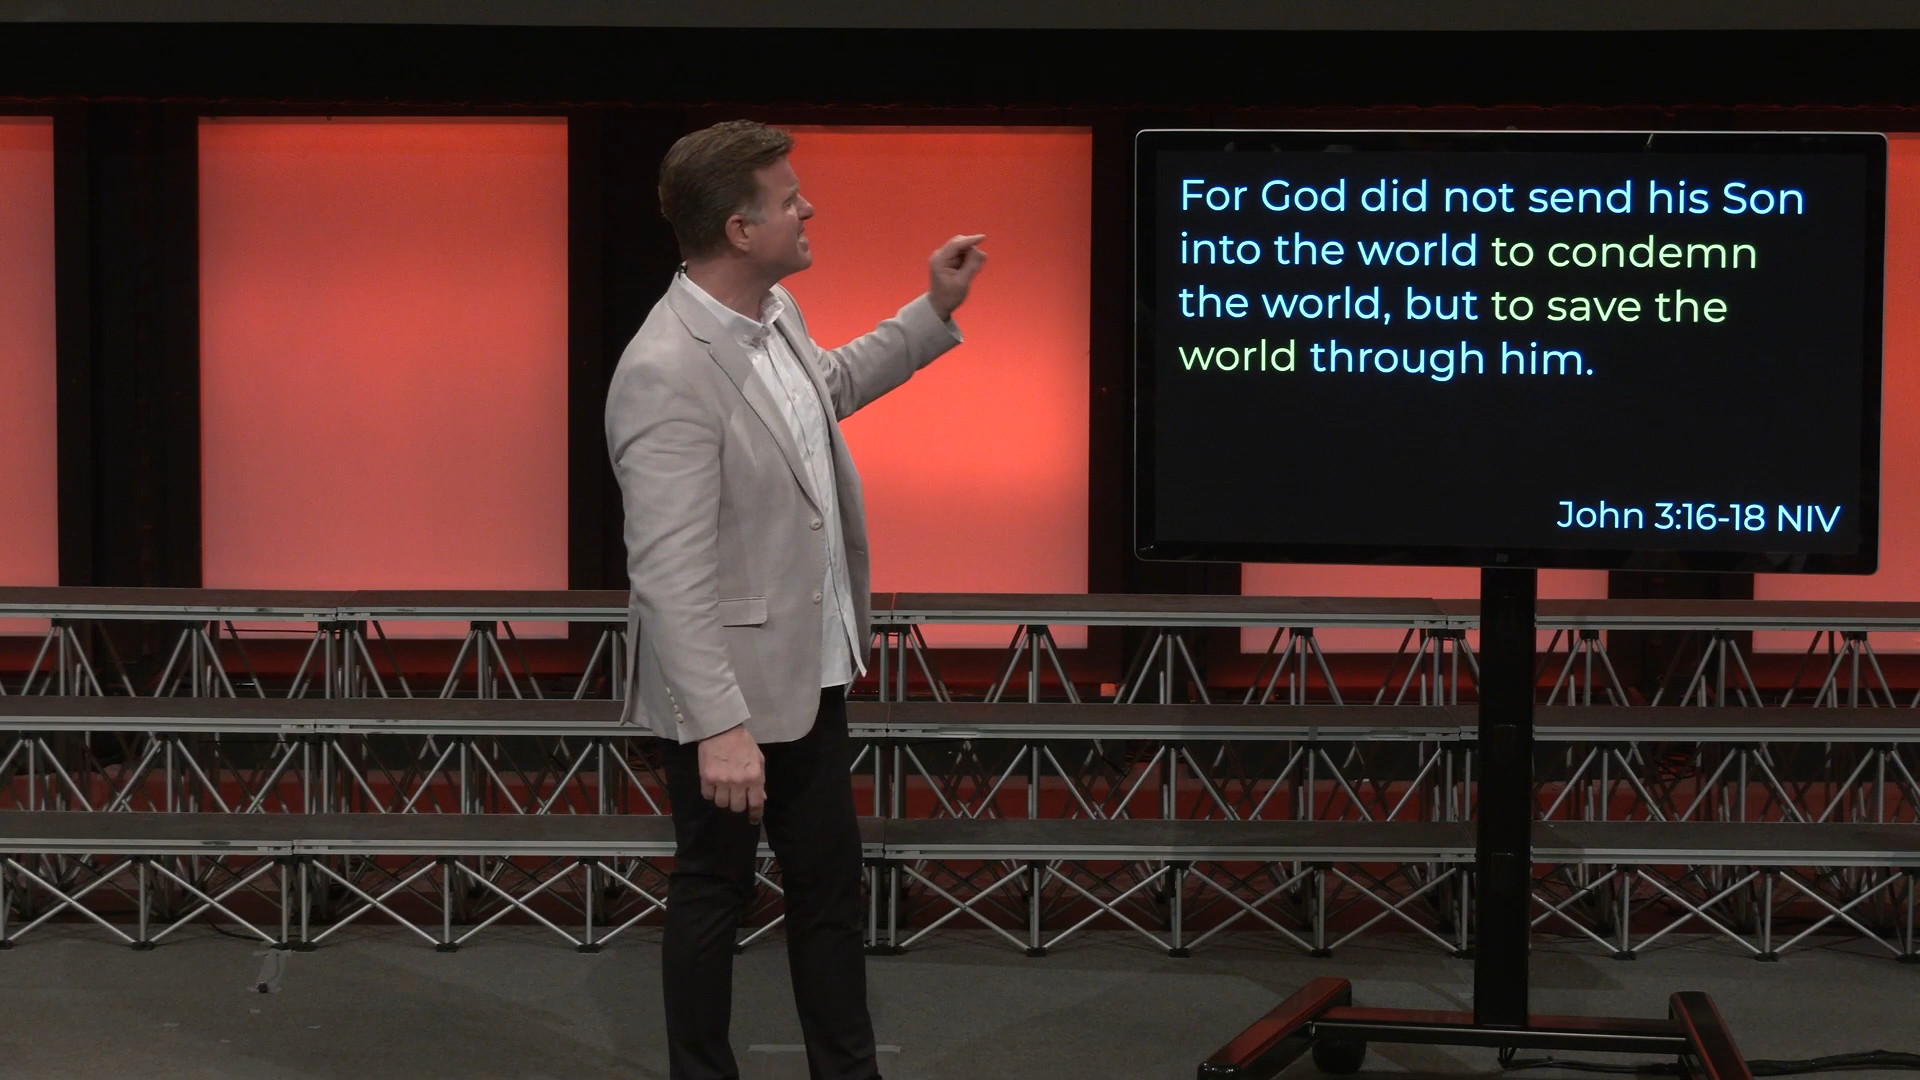 For God did not send his Son
into the world to condemn
the world, but to save the
world through him.
John 3:16-18 NIV